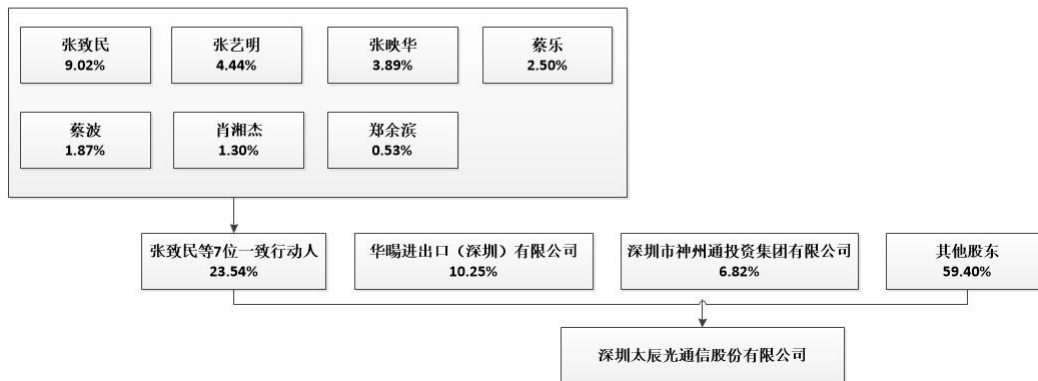 张致民
9.02%
张艺明
4.44%
张映华
3.89%
蔡乐
2.50%
蔡波
1.87%
肖湘杰
1.30%
郑余滨
0.53%
张致民等7位一致行动人
23.54%
华暘进出口（深圳）有限公司
10.25%
深圳市神州通投资集团有限公司
6.82%
其他股东
59.40%
深圳太辰光通信股份有限公司